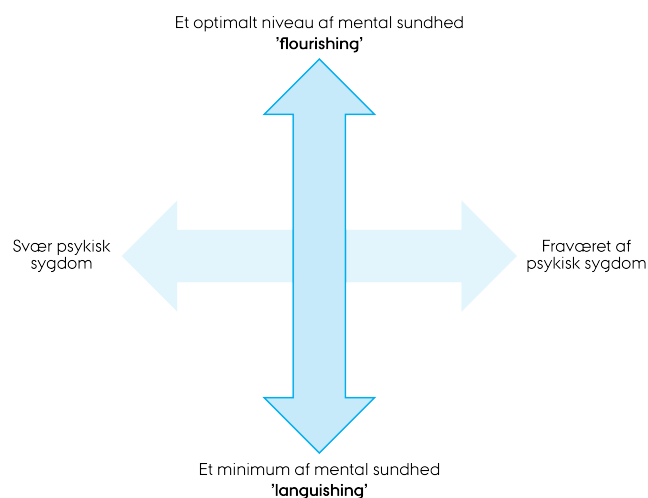 Et optimalt niveau af mental sundhed
’flourishing’
Svær psykisk
sygdom
Fraværet af
psykisk sygdom
Et minimum af mental sundhed
’languishing’